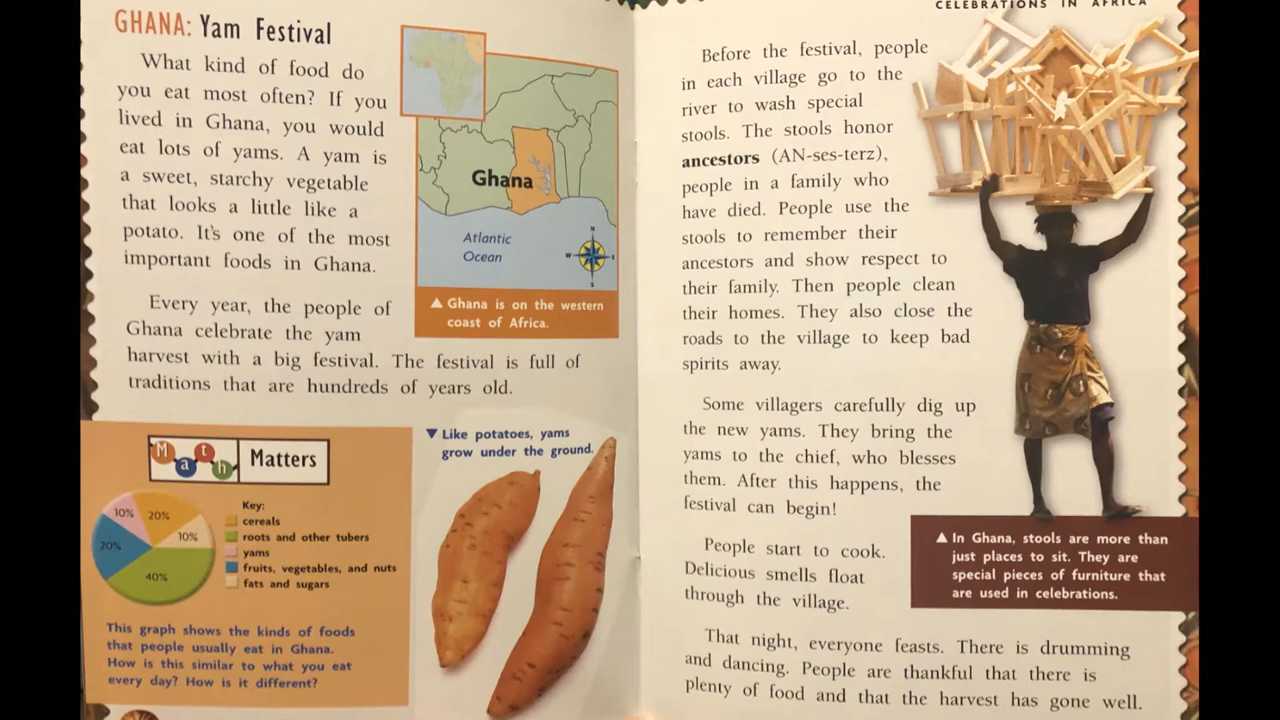 GHANA: Yam Festival
What kind of food do
you eat most often? If you
lived in Ghana, you would
eat lots of yams. A yam is
a sweet, starchy vegetable
that looks a little like a
potato. It's one of the most
important foods in Ghana.
Every year, the people of
Ghana celebrate the yam
harvest with a big festival. The festival is full of
traditions that are hundreds of years old.
Ghana
Atlantic
Ocean
N
W
E
S
▲ Ghana is on the western
coast of Africa.
Math Matters
10%
20%
10%
20%
40%
Key:
cereals
roots and other tubers
yams
fruits, vegetables, and nuts
fats and sugars
This graph shows the kinds of foods
that people usually eat in Ghana.
How is this similar to what you eat
every day? How is it different?
▼ Like potatoes, yams
grow under the ground.
CELEBRATIONS IN AFRICA
Before the festival, people
in each village go to the
river to wash special
stools. The stools honor
ancestors (AN-ses-terz),
people in a family who
have died. People use the
stools to remember their
ancestors and show respect to
their family. Then people clean
their homes. They also close the
roads to the village to keep bad
spirits away.
Some villagers carefully dig up
the new yams. They bring the
yams to the chief, who blesses
them. After this happens, the
festival can begin!
People start to cook.
Delicious smells float
through the village.
That night, everyone feasts. There is drumming
and dancing. People are thankful that there is
plenty of food and that the harvest has gone well.
▲ In Ghana, stools are more than
just places to sit. They are
special pieces of furniture that
are used in celebrations.